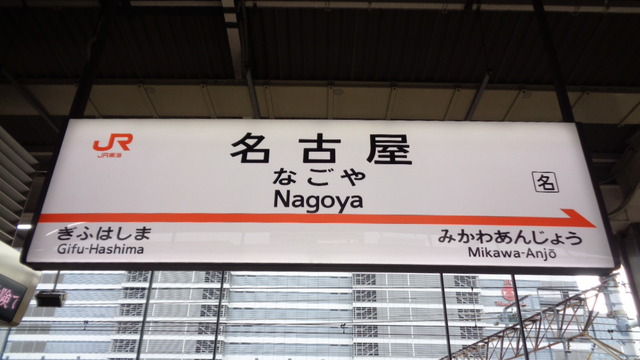 JR
JR東海
名古屋
なごや
Nagoya
名
ぎふはしま
Gifu-Hashima
みかわあんじょう
Mikawa-Anjō